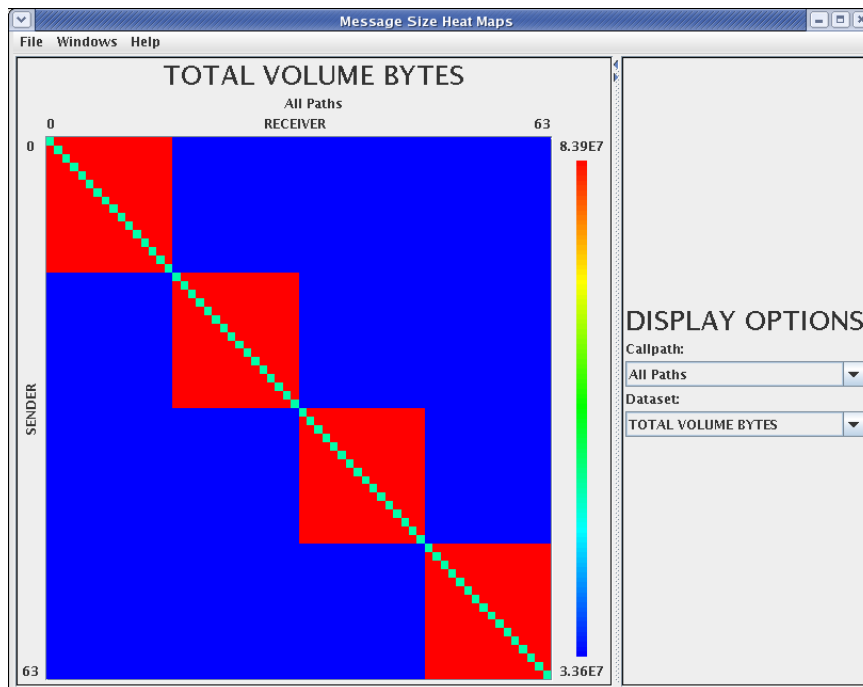 Message Size Heat Maps
File Windows Help
TOTAL VOLUME BYTES
All Paths
0 RECEIVER 63
0
SENDER
63
8.39E7
3.36E7
DISPLAY OPTIONS
Callpath:
All Paths
Dataset:
TOTAL VOLUME BYTES